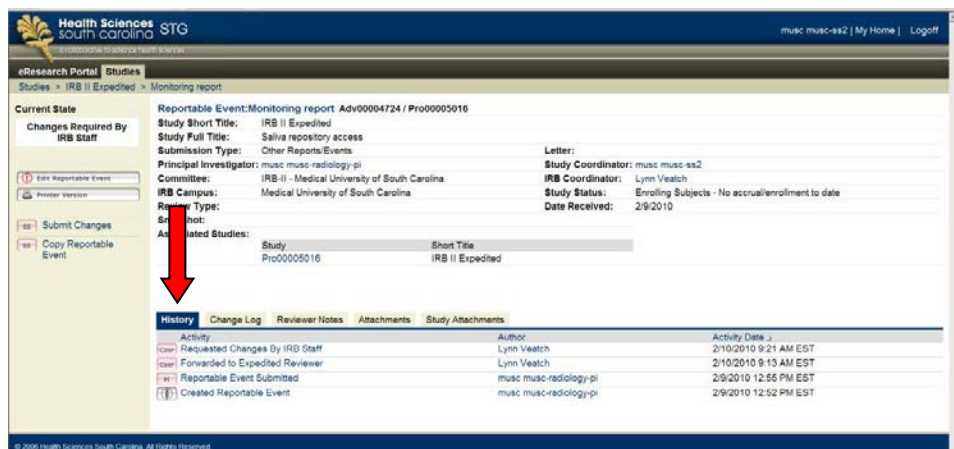 Health Sciences STG
south carolina
musc musc-ss2 | My Home | Logoff
eResearch Portal Studies
Studies > IRB II Expedited > Monitoring report
Current State
Changes Required By
IRB Staff
Edit Reportable Event
Printer Version
Submit Changes
Copy Reportable
Event
Reportable Event:Monitoring report Adv00004724 / Pro00005016
Study Short Title: IRB II Expedited
Study Full Title: Saliva repository access
Submission Type: Other Reports/Events Letter:
Principal Investigator: musc musc-radiology-pi Study Coordinator: musc musc-ss2
Committee: IRB-II - Medical University of South Carolina IRB Coordinator: Lynn Veatch
IRB Campus: Medical University of South Carolina Study Status: Enrolling Subjects - No accrual/enrollment to date
Type: Date Received: 2/9/2010
Studies:
Study Short Title
Pro00005016 IRB II Expedited
History Change Log Reviewer Notes Attachments Study Attachments
Activity Author Activity Date
Requested Changes By IRB Staff Lynn Veatch 2/10/2010 9:21 AM EST
Forwarded to Expedited Reviewer Lynn Veatch 2/10/2010 9:13 AM EST
Reportable Event Submitted musc musc-radiology-pi 2/9/2010 12:55 PM EST
Created Reportable Event musc musc-radiology-pi 2/9/2010 12:52 PM EST
© 2006 Health Sciences South Carolina. All Rights Reserved.